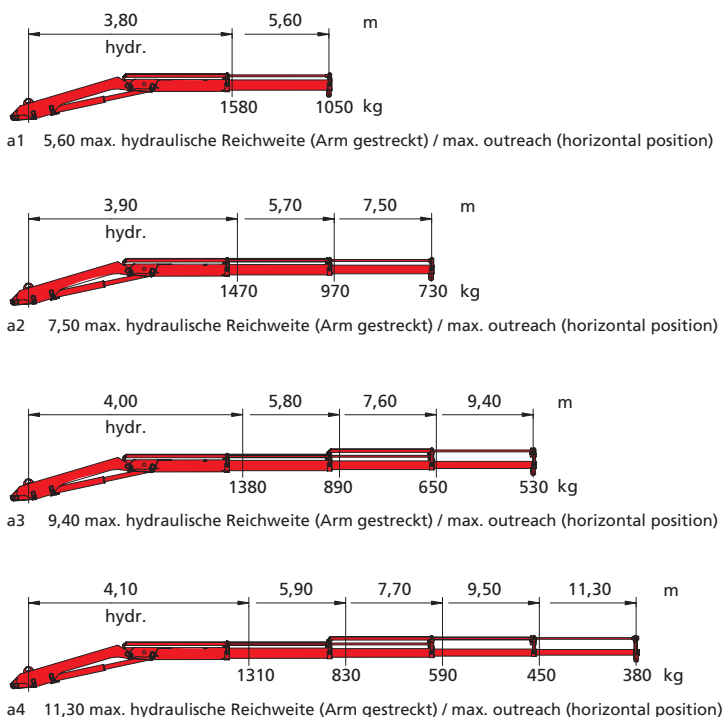 3,80 5,60 m
hydr.
1580 1050 kg
a1 5,60 max. hydraulische Reichweite (Arm gestreckt) / max. outreach (horizontal position)
3,90 5,70 7,50 m
hydr.
1470 970 730 kg
a2 7,50 max. hydraulische Reichweite (Arm gestreckt) / max. outreach (horizontal position)
4,00 5,80 7,60 9,40 m
hydr.
1380 890 650 530 kg
a3 9,40 max. hydraulische Reichweite (Arm gestreckt) / max. outreach (horizontal position)
4,10 5,90 7,70 9,50 11,30 m
hydr.
1310 830 590 450 380 kg
a4 11,30 max. hydraulische Reichweite (Arm gestreckt) / max. outreach (horizontal position)